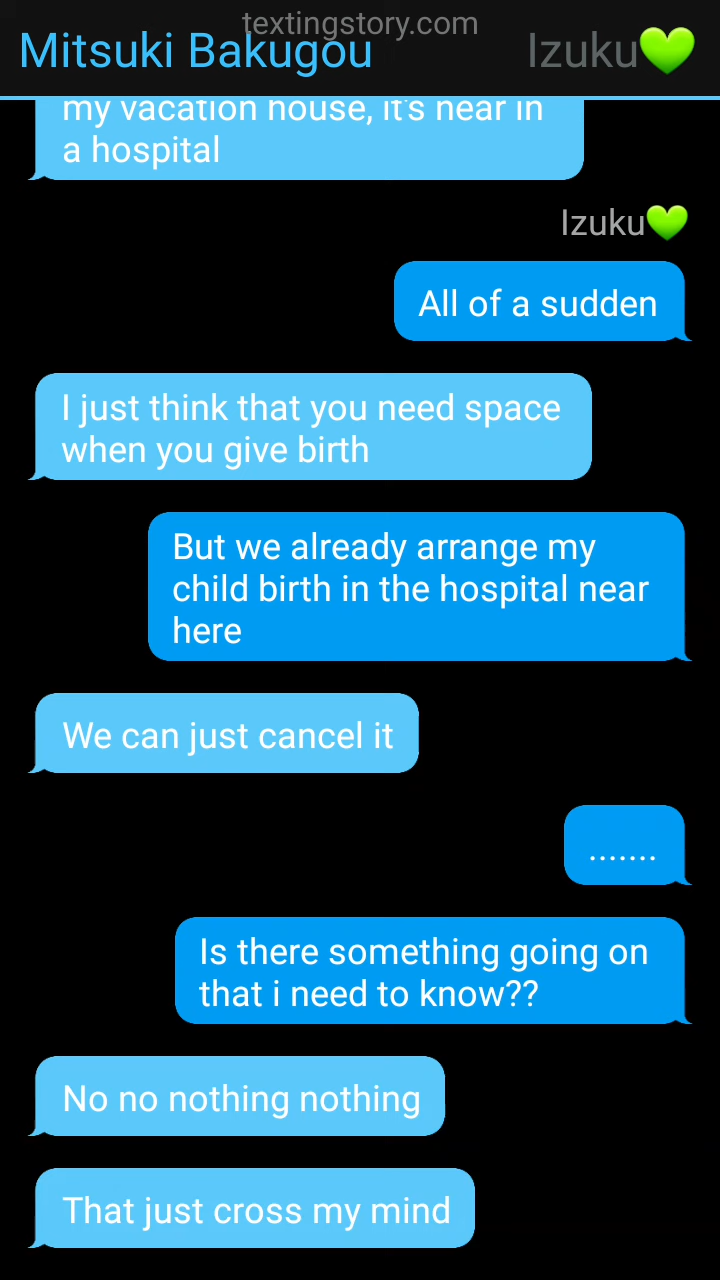 textingstory.com
Mitsuki Bakugou Izuku💚
my vacation house, it's near in
a hospital
Izuku💚
All of a sudden
I just think that you need space
when you give birth
But we already arrange my
child birth in the hospital near
here
We can just cancel it
.......
Is there something going on
that i need to know??
No no nothing nothing
That just cross my mind